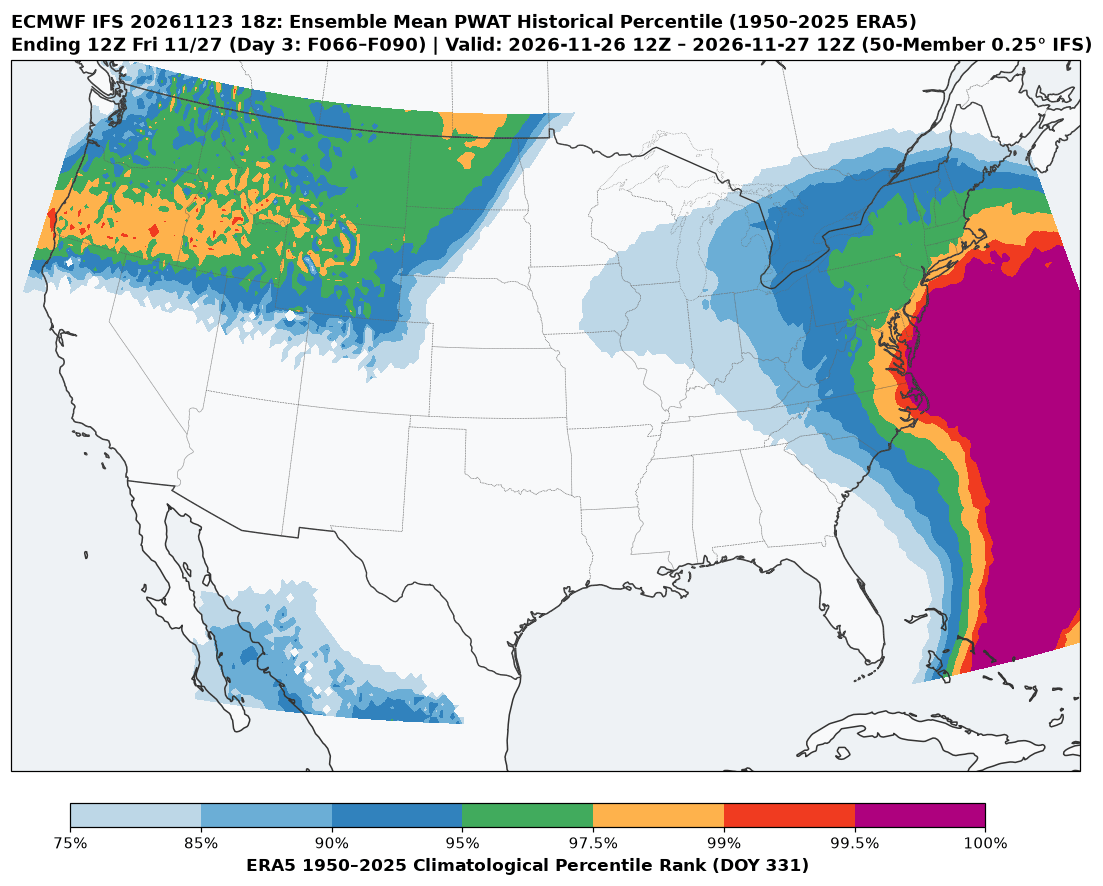 ECMWF IFS 20261123 18z: Ensemble Mean PWAT Historical Percentile (1950–2025 ERA5)
Ending 12Z Fri 11/27 (Day 3: F066–F090) | Valid: 2026-11-26 12Z – 2026-11-27 12Z (50-Member 0.25° IFS)
75% 85% 90% 95% 97.5% 99% 99.5% 100%
ERA5 1950–2025 Climatological Percentile Rank (DOY 331)